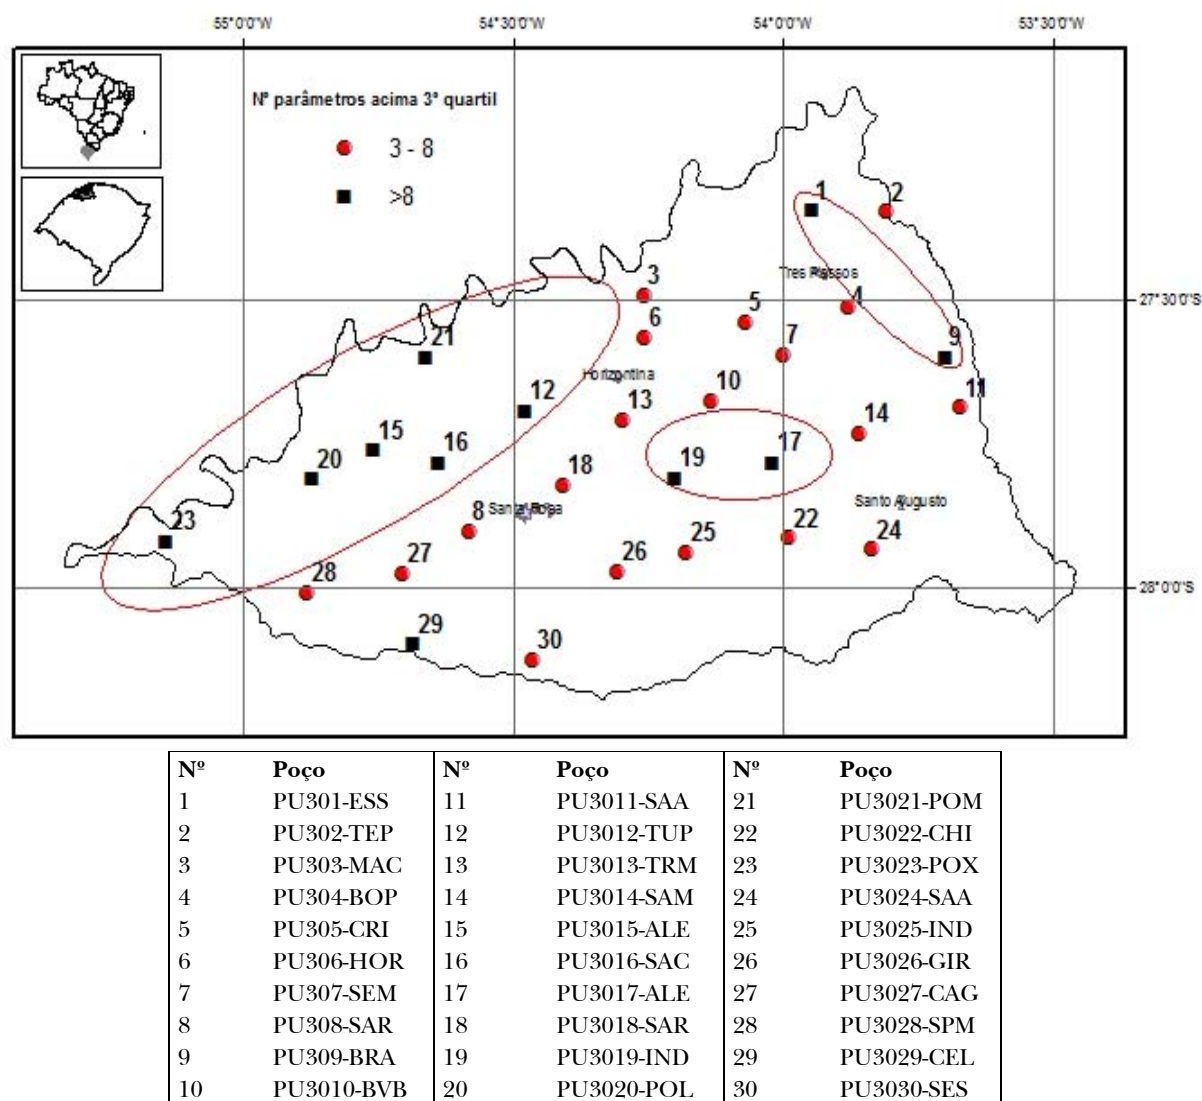 55°0'0"W 54°30'0"W 54°0'0"W 53°30'0"W
Nº parâmetros acima 3º quartil
3 - 8
>8
1
2
Tres Passos
3
4
27°30'0"S
5
6
7
9
21
Horizontina
10
11
12
13
14
15
16
17
18
19
20
Santo Augusto
8
Santa Rosa
23
22
24
25
26
27
28
28°0'0"S
29
30
Nº Poço Nº Poço Nº Poço
1 PU301-ESS 11 PU3011-SAA 21 PU3021-POM
2 PU302-TEP 12 PU3012-TUP 22 PU3022-CHI
3 PU303-MAC 13 PU3013-TRM 23 PU3023-POX
4 PU304-BOP 14 PU3014-SAM 24 PU3024-SAA
5 PU305-CRI 15 PU3015-ALE 25 PU3025-IND
6 PU306-HOR 16 PU3016-SAC 26 PU3026-GIR
7 PU307-SEM 17 PU3017-ALE 27 PU3027-CAG
8 PU308-SAR 18 PU3018-SAR 28 PU3028-SPM
9 PU309-BRA 19 PU3019-IND 29 PU3029-CEL
10 PU3010-BVB 20 PU3020-POL 30 PU3030-SES